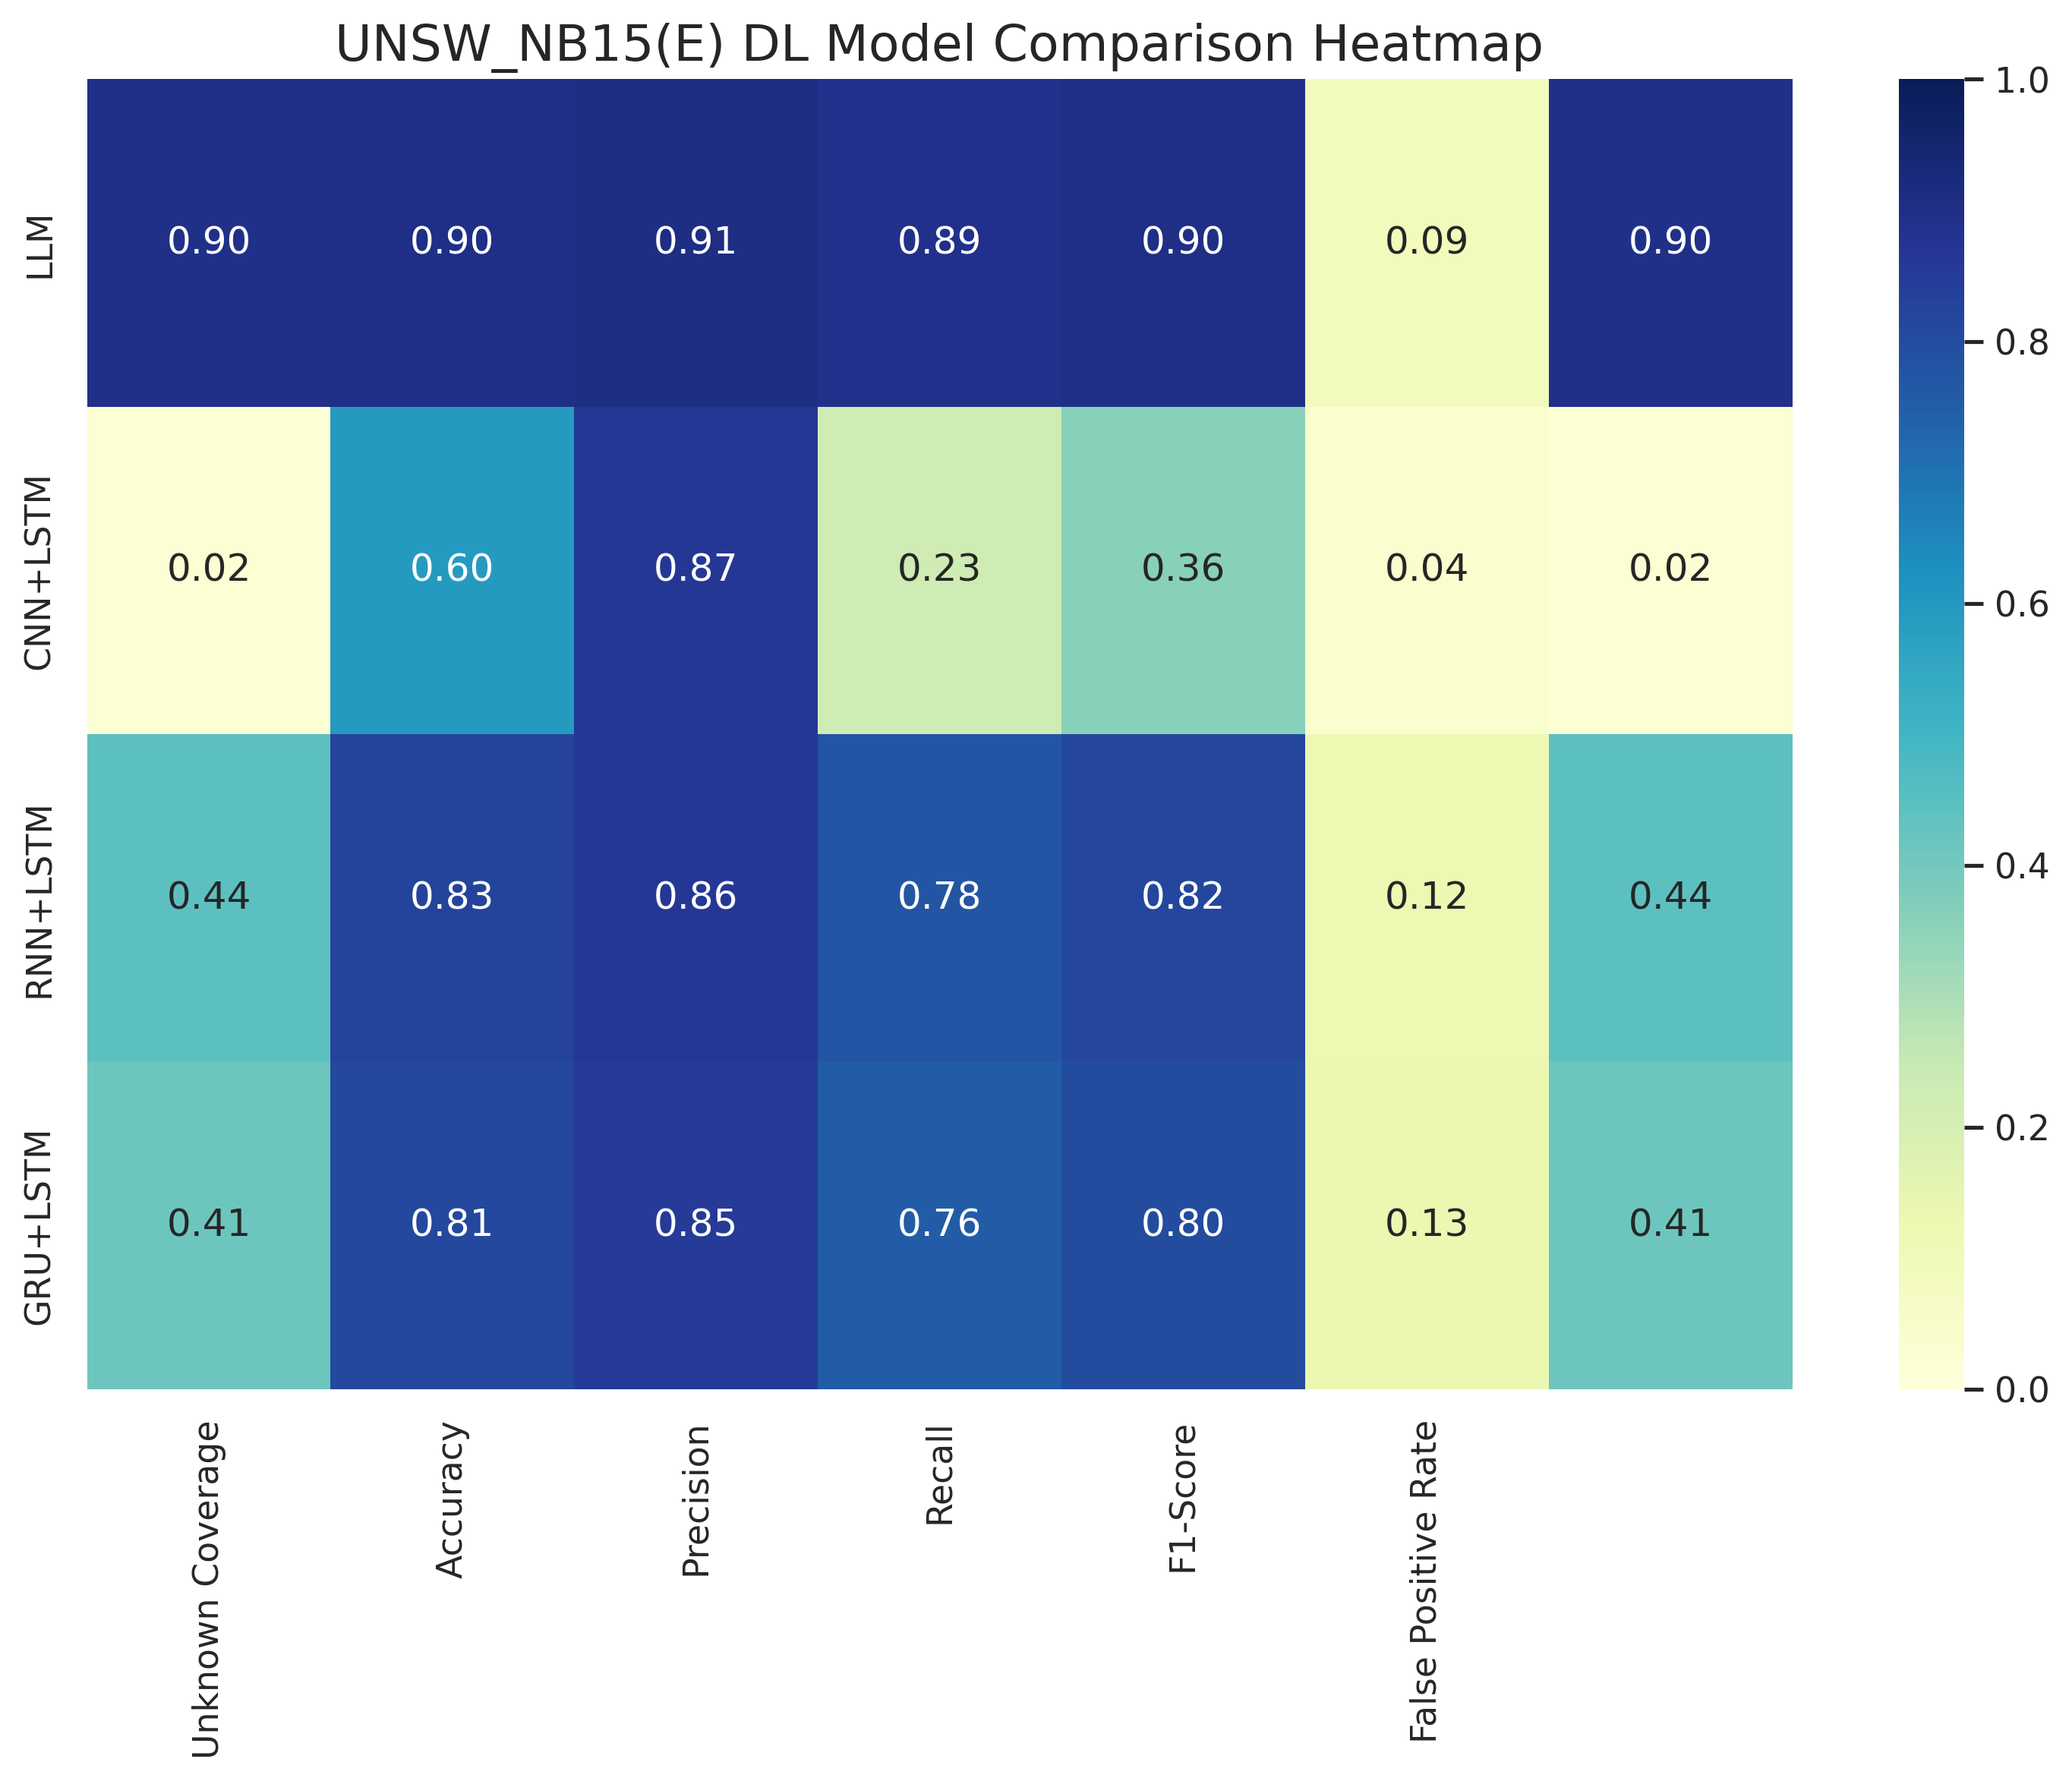 UNSW_NB15(E) DL Model Comparison Heatmap
LLM 0.90 0.90 0.91 0.89 0.90 0.09 0.90
CNN+LSTM 0.02 0.60 0.87 0.23 0.36 0.04 0.02
RNN+LSTM 0.44 0.83 0.86 0.78 0.82 0.12 0.44
GRU+LSTM 0.41 0.81 0.85 0.76 0.80 0.13 0.41
Unknown Coverage
Accuracy
Precision
Recall
F1-Score
False Positive Rate
1.0
0.8
0.6
0.4
0.2
0.0